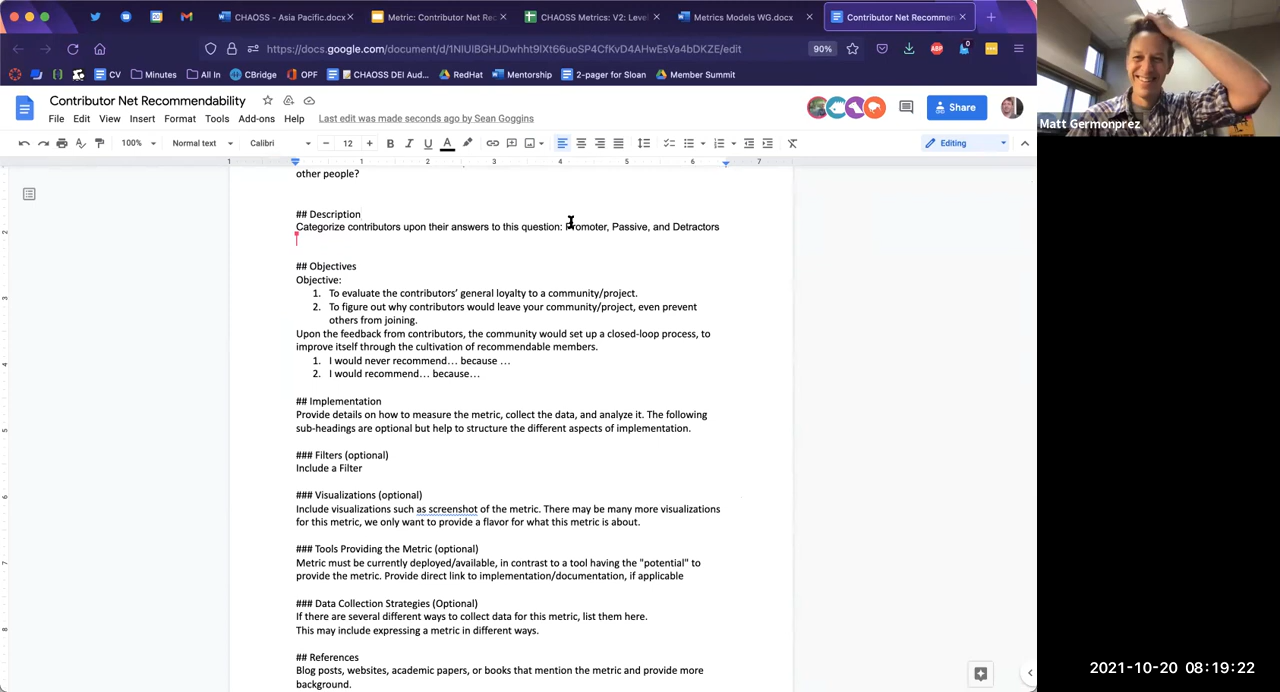 CHAOSS - Asia Pacific.docx
Metric: Contributor Net Rec
CHAOSS Metrics: V2: Level
Metrics Models WG.docx
Contributor Net Recommen
https://docs.google.com/document/d/1NlUIBGHJDwhht9lXt66uoSP4CfKvD4AHwEsVa4bDKZE/edit
90%
CV
Minutes
All In
CBridge
OPF
CHAOSS DEI Aud...
RedHat
Mentorship
2-pager for Sloan
Member Summit
Contributor Net Recommendability
File Edit View Insert Format Tools Add-ons Help Last edit was made seconds ago by Sean Goggins
Share
100% Normal text Calibri 12 Editing
1 1 2 3 4 5 6 7
other people?
## Description
Categorize contributors upon their answers to this question: Promoter, Passive, and Detractors
## Objectives
Objective:
1. To evaluate the contributors’ general loyalty to a community/project.
2. To figure out why contributors would leave your community/project, even prevent
others from joining.
Upon the feedback from contributors, the community would set up a closed-loop process, to
improve itself through the cultivation of recommendable members.
1. I would never recommend… because …
2. I would recommend… because…
## Implementation
Provide details on how to measure the metric, collect the data, and analyze it. The following
sub-headings are optional but help to structure the different aspects of implementation.
### Filters (optional)
Include a Filter
### Visualizations (optional)
Include visualizations such as screenshot of the metric. There may be many more visualizations
for this metric, we only want to provide a flavor for what this metric is about.
### Tools Providing the Metric (optional)
Metric must be currently deployed/available, in contrast to a tool having the "potential" to
provide the metric. Provide direct link to implementation/documentation, if applicable
### Data Collection Strategies (Optional)
If there are several different ways to collect data for this metric, list them here.
This may include expressing a metric in different ways.
## References
Blog posts, websites, academic papers, or books that mention the metric and provide more
background.
Matt Germonprez
2021-10-20 08:19:22